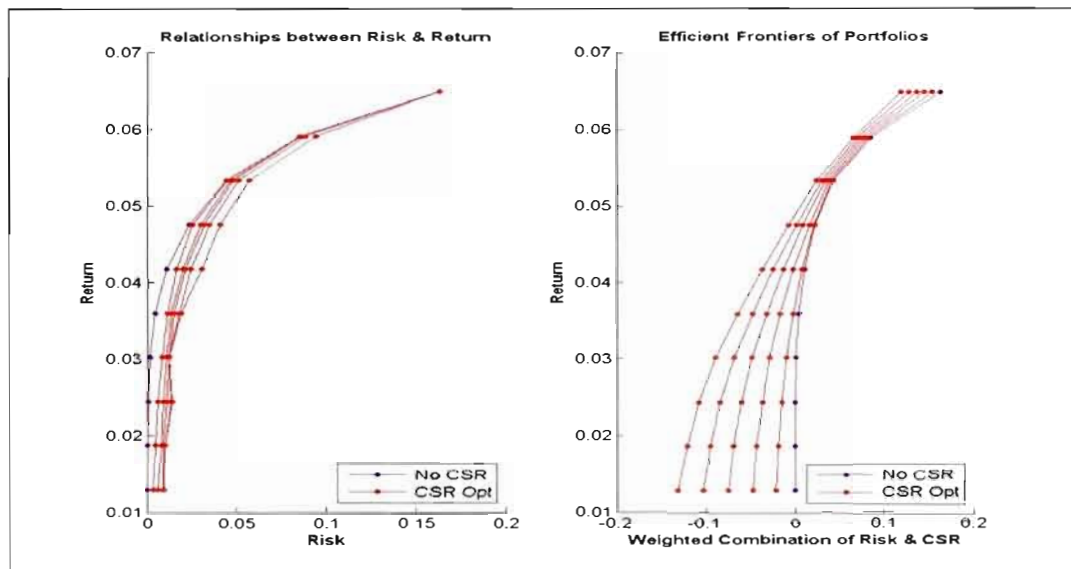 Relationships between Risk & Return
0.07
0.06
0.05
0.04
0.03
0.02
0.01
Return
0
0.05
0.1
0.15
0.2
Risk
No CSR
CSR Opt
Efficient Frontiers of Portfolios
0.07
0.06
0.05
0.04
0.03
0.02
0.01
Return
-0.2
-0.1
0
0.1
0.2
Weighted Combination of Risk & CSR
No CSR
CSR Opt